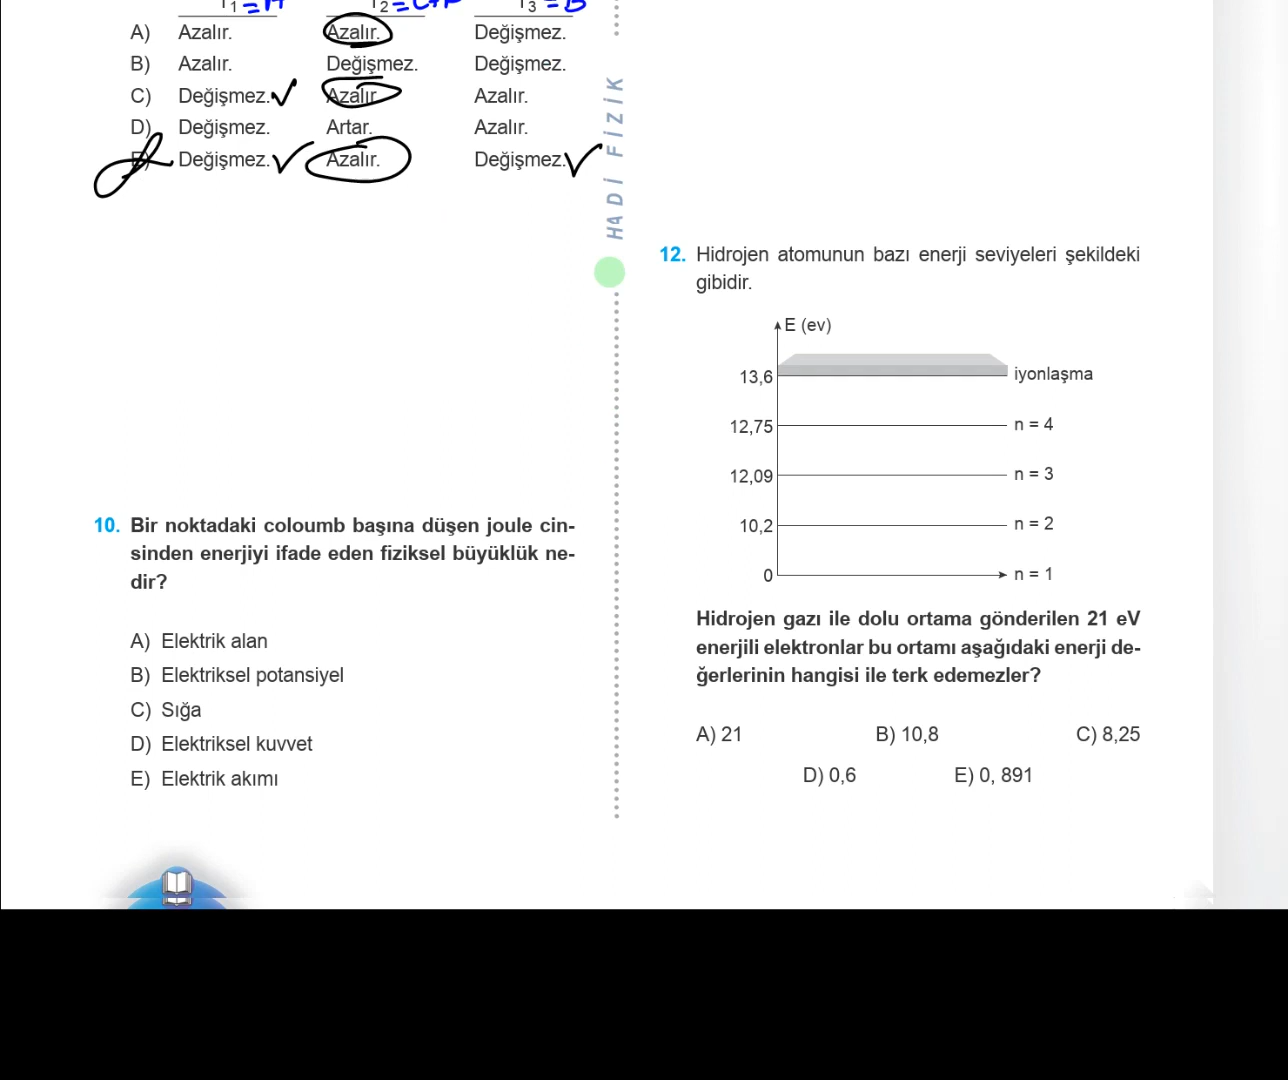 T1 = A T2 = C+A T3 = B
A) Azalır. Azalır. Değişmez.
B) Azalır. Değişmez. Değişmez.
C) Değişmez. Azalır. Azalır.
D) Değişmez. Artar. Azalır.
E) Değişmez. Azalır. Değişmez.
HADİ FİZİK
10. Bir noktadaki coloumb başına düşen joule cin-
sinden enerjiyi ifade eden fiziksel büyüklük ne-
dir?
A) Elektrik alan
B) Elektriksel potansiyel
C) Sığa
D) Elektriksel kuvvet
E) Elektrik akımı
12. Hidrojen atomunun bazı enerji seviyeleri şekildeki
gibidir.
E (ev)
13,6 iyonlaşma
12,75 n = 4
12,09 n = 3
10,2 n = 2
0 n = 1
Hidrojen gazı ile dolu ortama gönderilen 21 eV
enerjili elektronlar bu ortamı aşağıdaki enerji de-
ğerlerinin hangisi ile terk edemezler?
A) 21 B) 10,8 C) 8,25
D) 0,6 E) 0, 891